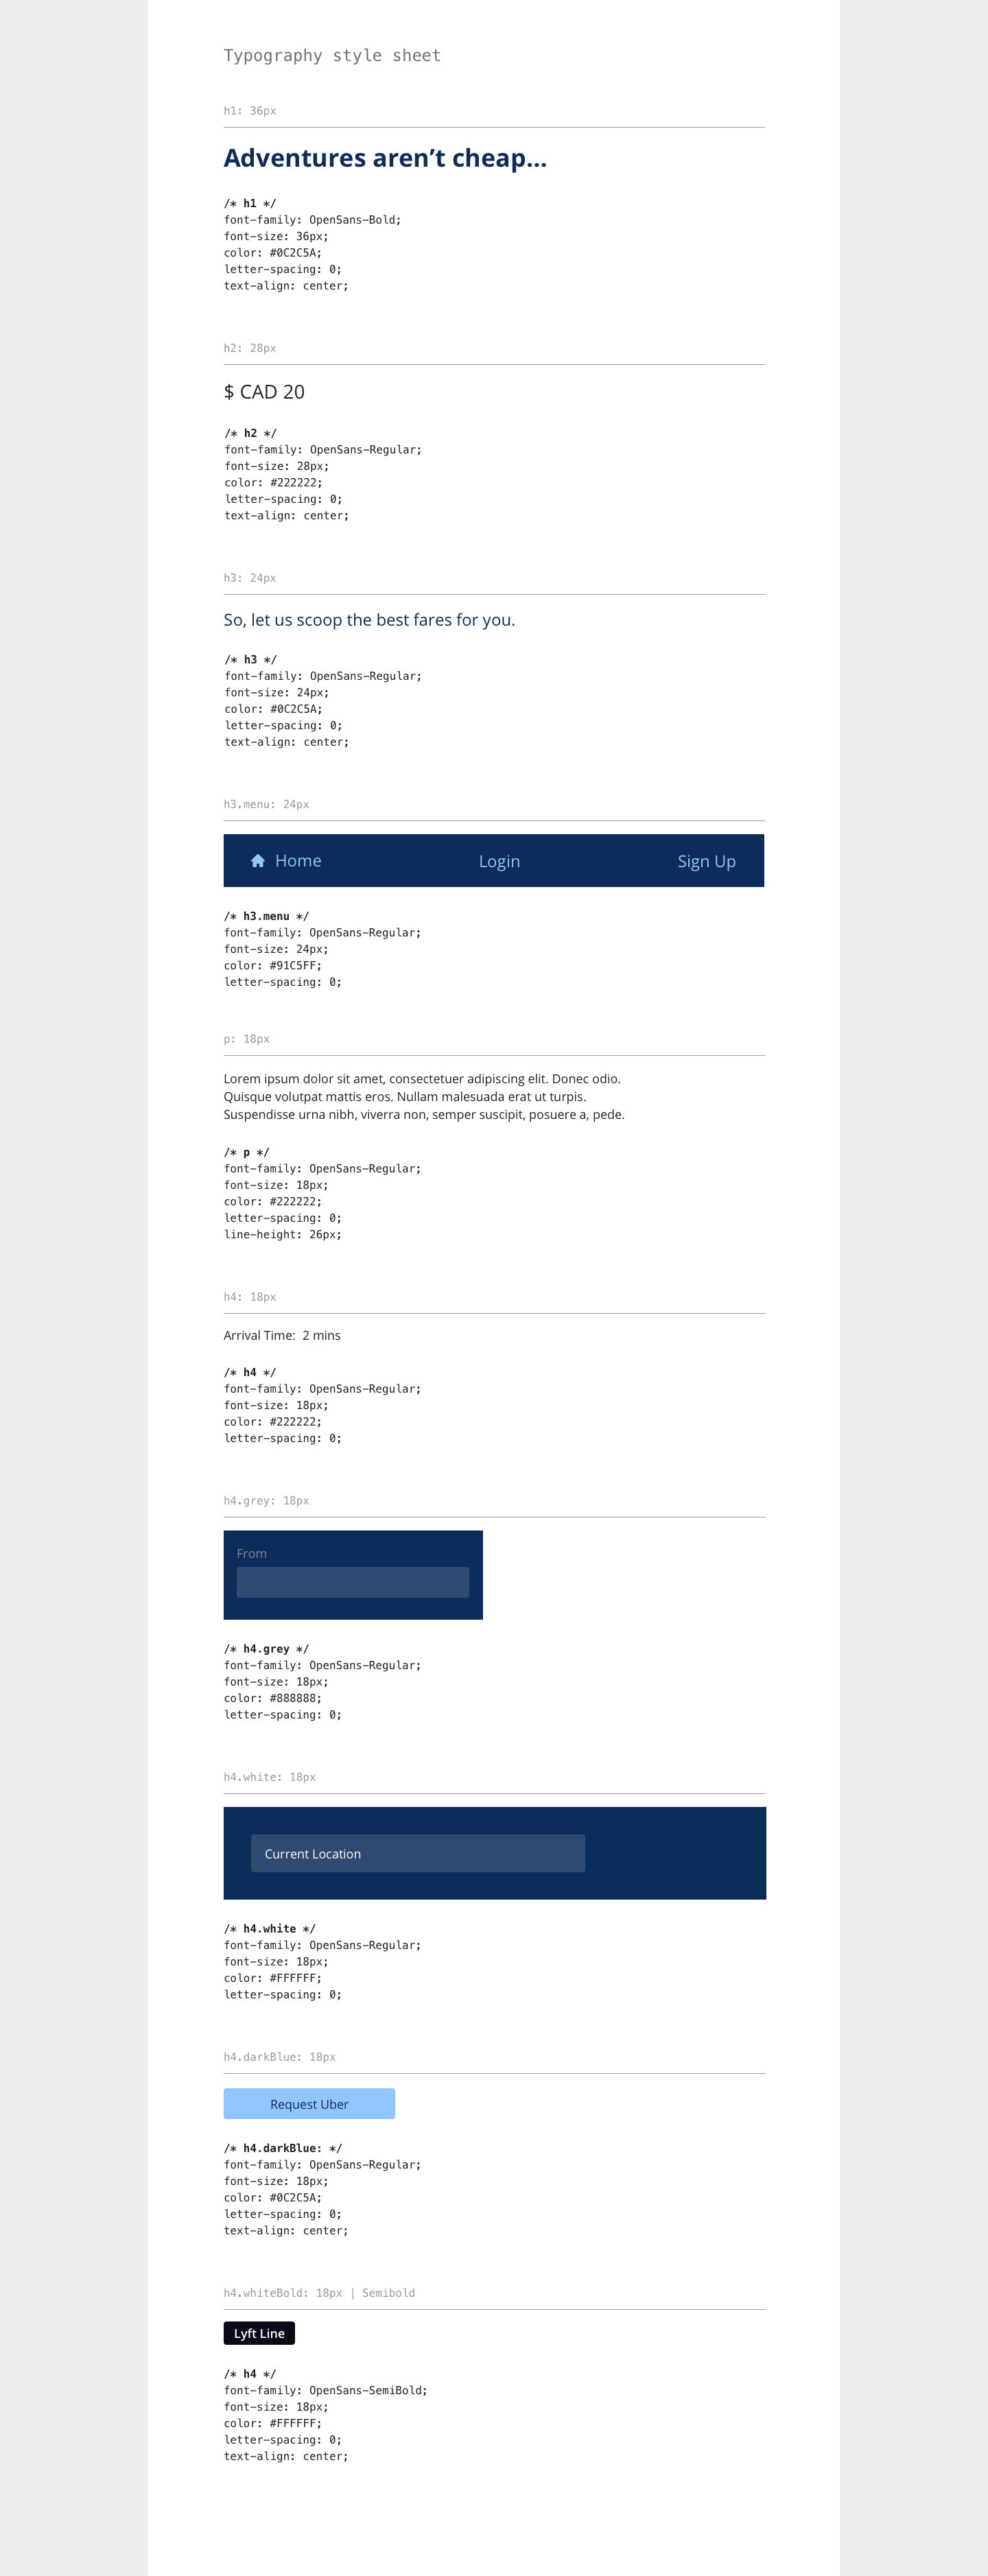 Typography style sheet
h1: 36px
Adventures aren’t cheap...
/* h1 */
font-family: OpenSans-Bold;
font-size: 36px;
color: #0C2C5A;
letter-spacing: 0;
text-align: center;
h2: 28px
$ CAD 20
/* h2 */
font-family: OpenSans-Regular;
font-size: 28px;
color: #222222;
letter-spacing: 0;
text-align: center;
h3: 24px
So, let us scoop the best fares for you.
/* h3 */
font-family: OpenSans-Regular;
font-size: 24px;
color: #0C2C5A;
letter-spacing: 0;
text-align: center;
h3.menu: 24px
Home Login Sign Up
/* h3.menu */
font-family: OpenSans-Regular;
font-size: 24px;
color: #91C5FF;
letter-spacing: 0;
p: 18px
Lorem ipsum dolor sit amet, consectetuer adipiscing elit. Donec odio.
Quisque volutpat mattis eros. Nullam malesuada erat ut turpis.
Suspendisse urna nibh, viverra non, semper suscipit, posuere a, pede.
/* p */
font-family: OpenSans-Regular;
font-size: 18px;
color: #222222;
letter-spacing: 0;
line-height: 26px;
h4: 18px
Arrival Time:  2 mins
/* h4 */
font-family: OpenSans-Regular;
font-size: 18px;
color: #222222;
letter-spacing: 0;
h4.grey: 18px
From
/* h4.grey */
font-family: OpenSans-Regular;
font-size: 18px;
color: #888888;
letter-spacing: 0;
h4.white: 18px
Current Location
/* h4.white */
font-family: OpenSans-Regular;
font-size: 18px;
color: #FFFFFF;
letter-spacing: 0;
h4.darkBlue: 18px
Request Uber
/* h4.darkBlue: */
font-family: OpenSans-Regular;
font-size: 18px;
color: #0C2C5A;
letter-spacing: 0;
text-align: center;
h4.whiteBold: 18px | Semibold
Lyft Line
/* h4 */
font-family: OpenSans-SemiBold;
font-size: 18px;
color: #FFFFFF;
letter-spacing: 0;
text-align: center;